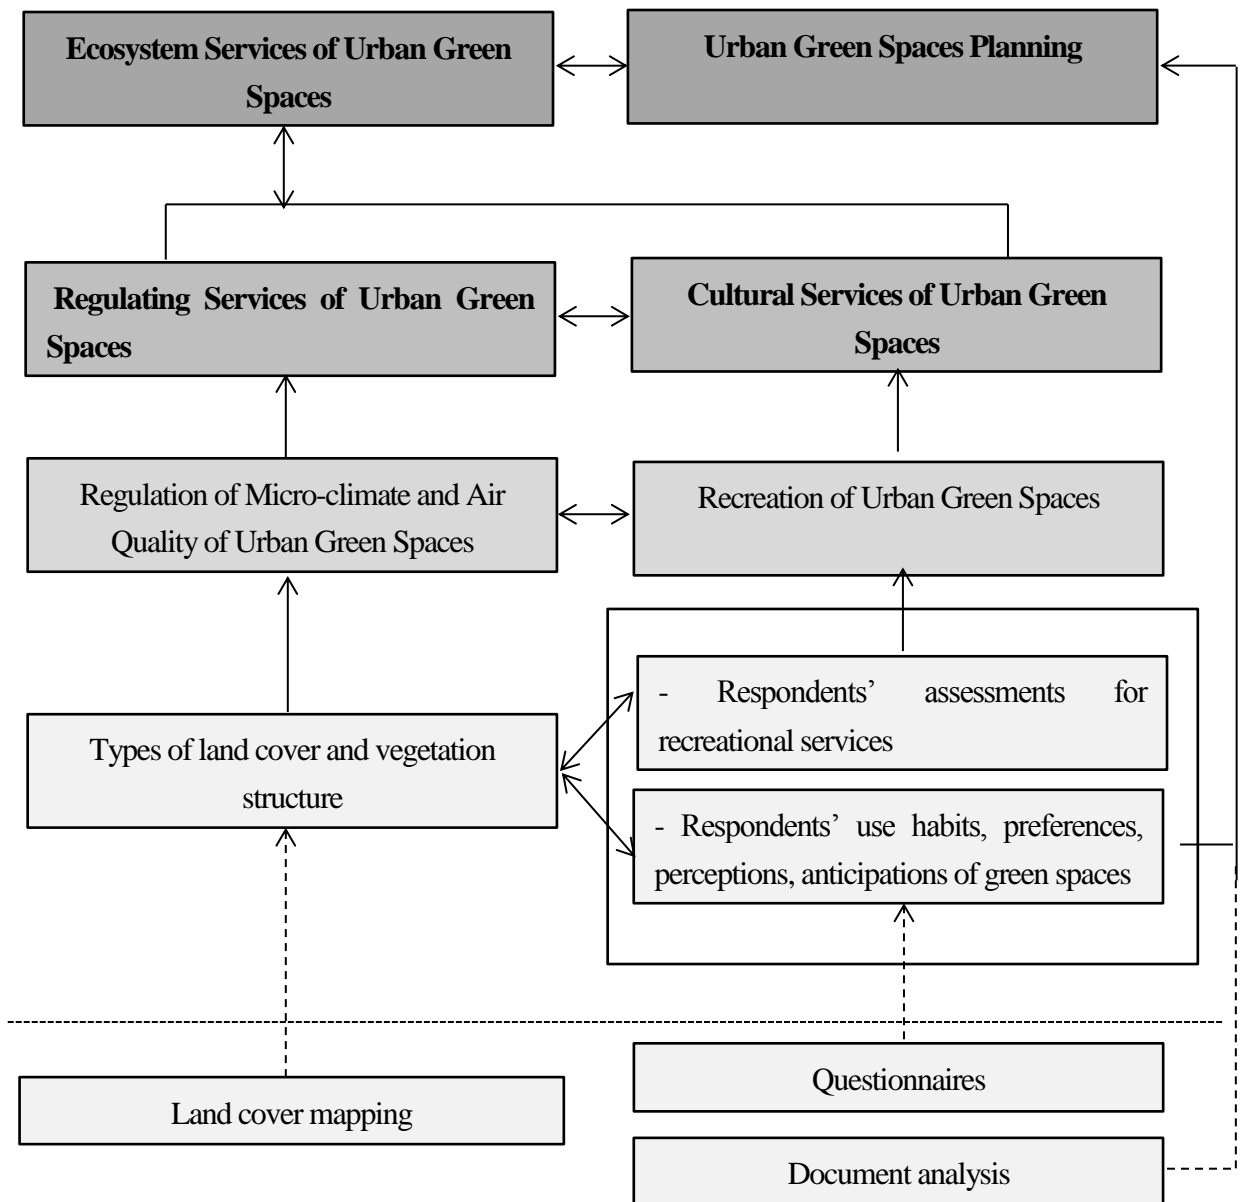 Ecosystem Services of Urban Green
Spaces
Urban Green Spaces Planning
Regulating Services of Urban Green
Spaces
Cultural Services of Urban Green
Spaces
Regulation of Micro-climate and Air
Quality of Urban Green Spaces
Recreation of Urban Green Spaces
- Respondents’ assessments for
recreational services
Types of land cover and vegetation
structure
- Respondents’ use habits, preferences,
perceptions, anticipations of green spaces
Land cover mapping
Questionnaires
Document analysis